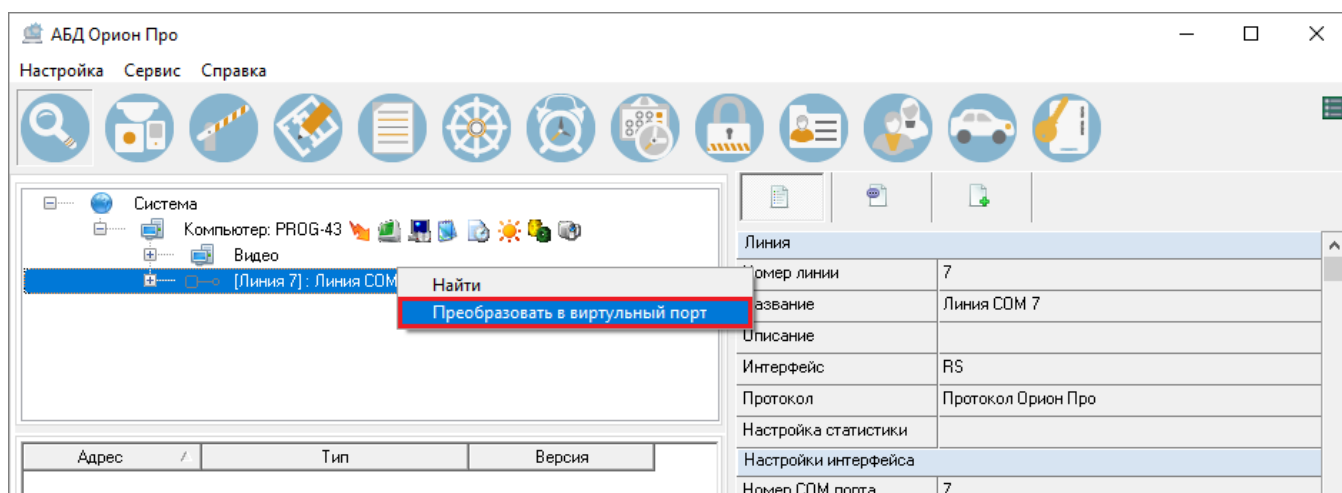 АБД Орион Про
Настройка Сервис Справка
Система
Компьютер: PROG-43
Видео
[Линия 7] : Линия COM
Найти
Преобразовать в виртульный порт
Линия
Номер линии 7
Название Линия COM 7
Описание
Интерфейс RS
Протокол Протокол Орион Про
Настройка статистики
Настройки интерфейса
Номер COM порта 7
Адрес Тип Версия